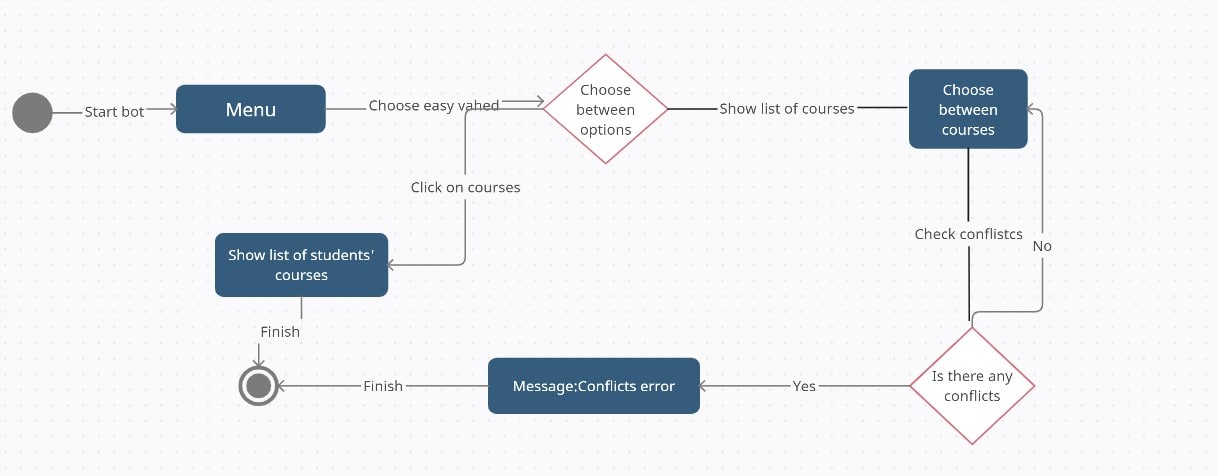 Start bot
Menu
Choose easy vahed
Choose
between
options
Show list of courses
Choose
between
courses
Click on courses
Check conflistcs
No
Show list of students'
courses
Finish
Is there any
conflicts
Yes
Message:Conflicts error
Finish